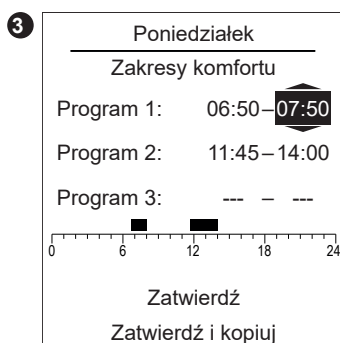 3
Poniedziałek
Zakresy komfortu
Program 1: 06:50–07:50
Program 2: 11:45–14:00
Program 3: --- – ---
0 6 12 18 24
Zatwierdź
Zatwierdź i kopiuj